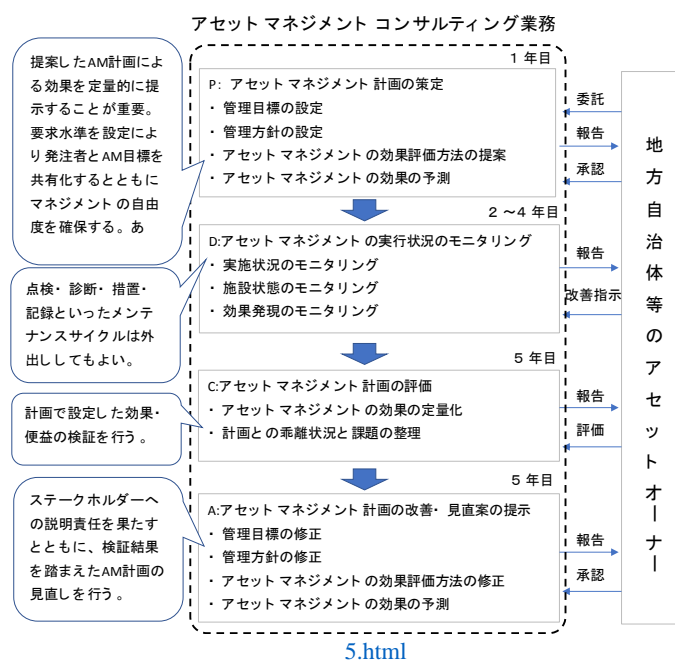 アセットマネジメントコンサルティング業務
1年目
提案したAM計画によ
る効果を定量的に提
示することが重要。
要求水準を設定によ
り発注者とAM目標を
共有化するとともに
マネジメントの自由
度を確保する。あ
P: アセットマネジメント計画の策定
・管理目標の設定
・管理方針の設定
・アセットマネジメントの効果評価方法の提案
・アセットマネジメントの効果の予測
委託
報告
承認
2~4年目
点検・診断・措置・
記録といったメンテ
ナンスサイクルは外
出ししてもよい。
D:アセットマネジメントの実行状況のモニタリング
・実施状況のモニタリング
・施設状態のモニタリング
・効果発現のモニタリング
報告
改善指示
5年目
計画で設定した効果・
便益の検証を行う。
C:アセットマネジメント計画の評価
・アセットマネジメントの効果の定量化
・計画との乖離状況と課題の整理
報告
評価
5年目
ステークホルダーへ
の説明責任を果たす
とともに、検証結果
を踏まえたAM計画の
見直しを行う。
A:アセットマネジメント計画の改善・見直案の提示
・管理目標の修正
・管理方針の修正
・アセットマネジメントの効果評価方法の修正
・アセットマネジメントの効果の予測
報告
承認
地方自治体等のアセットオーナー
5.html